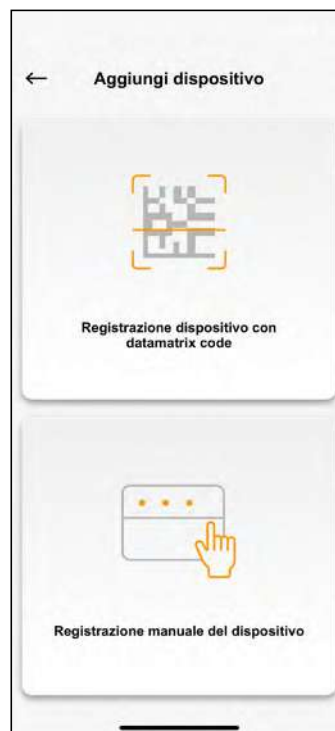 Aggiungi dispositivo
Registrazione dispositivo con
datamatrix code
Registrazione manuale del dispositivo